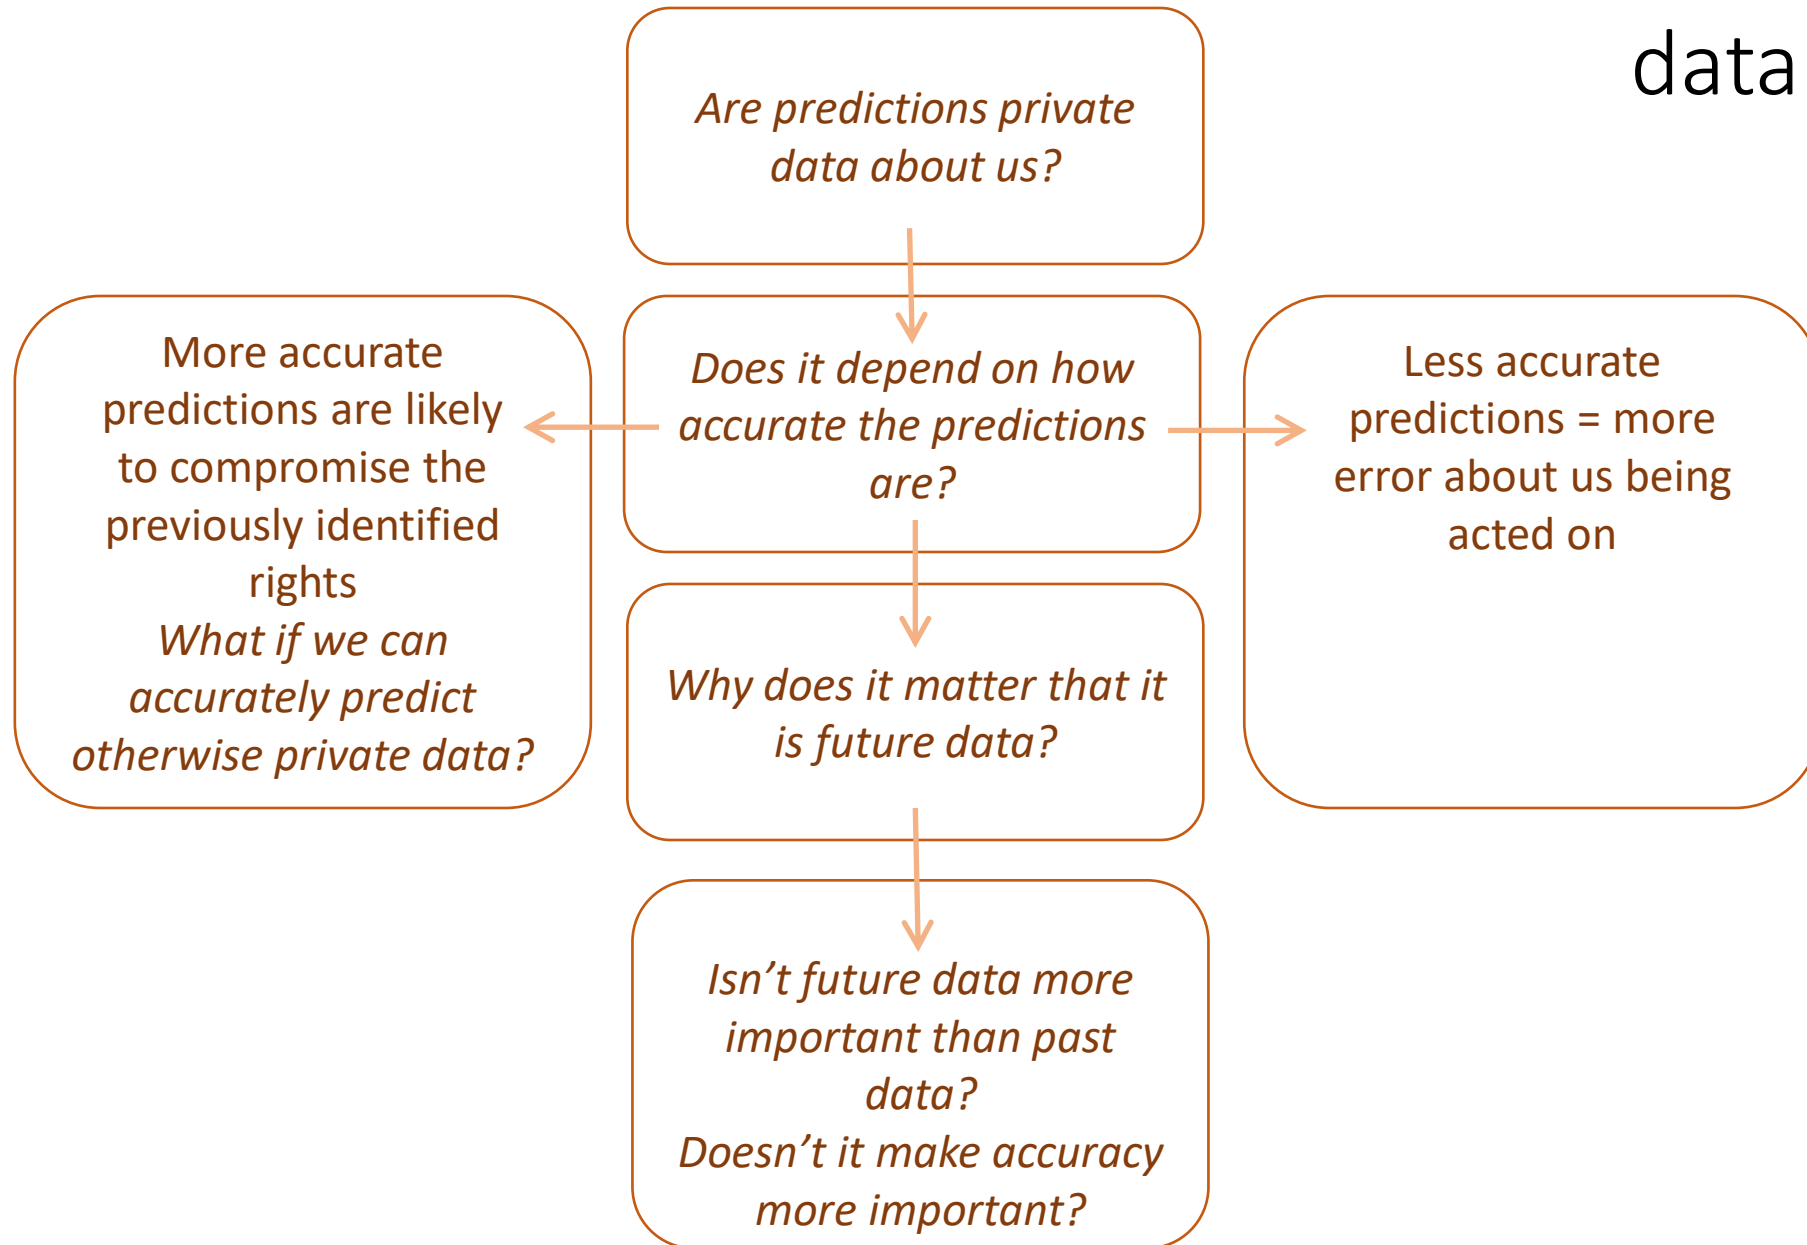 data
Are predictions private
data about us?
More accurate
predictions are likely
to compromise the
previously identified
rights
What if we can
accurately predict
otherwise private data?
Does it depend on how
accurate the predictions
are?
Less accurate
predictions = more
error about us being
acted on
Why does it matter that it
is future data?
Isn’t future data more
important than past
data?
Doesn’t it make accuracy
more important?